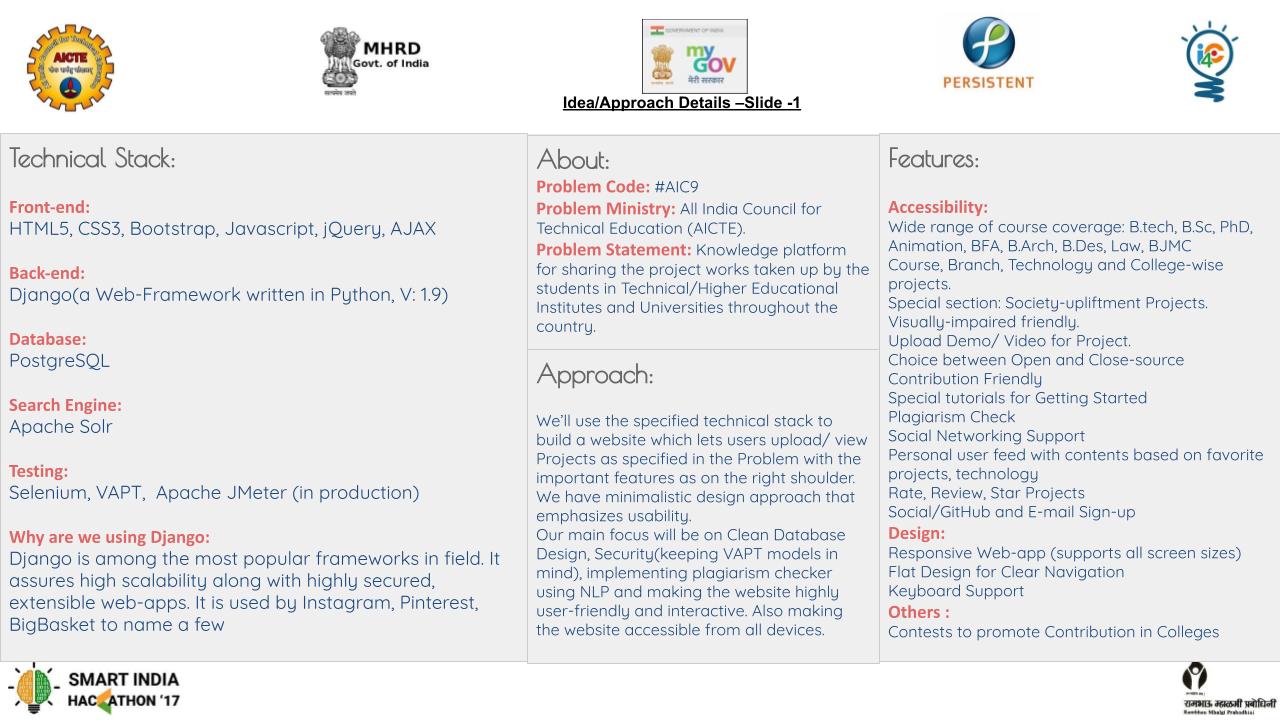 AICTE
MHRD
Govt. of India
सत्यमेव जयते
GOVERNMENT OF INDIA
my
GOV
मेरी सरकार
PERSISTENT
i4c
Idea/Approach Details –Slide -1
Technical Stack:
Front-end:
HTML5, CSS3, Bootstrap, Javascript, jQuery, AJAX
Back-end:
Django(a Web-Framework written in Python, V: 1.9)
Database:
PostgreSQL
Search Engine:
Apache Solr
Testing:
Selenium, VAPT,  Apache JMeter (in production)
Why are we using Django:
Django is among the most popular frameworks in field. It
assures high scalability along with highly secured,
extensible web-apps. It is used by Instagram, Pinterest,
BigBasket to name a few
About:
Problem Code: #AIC9
Problem Ministry: All India Council for
Technical Education (AICTE).
Problem Statement: Knowledge platform
for sharing the project works taken up by the
students in Technical/Higher Educational
Institutes and Universities throughout the
country.
Approach:
We’ll use the specified technical stack to
build a website which lets users upload/ view
Projects as specified in the Problem with the
important features as on the right shoulder.
We have minimalistic design approach that
emphasizes usability.
Our main focus will be on Clean Database
Design, Security(keeping VAPT models in
mind), implementing plagiarism checker
using NLP and making the website highly
user-friendly and interactive. Also making
the website accessible from all devices.
Features:
Accessibility:
Wide range of course coverage: B.tech, B.Sc, PhD,
Animation, BFA, B.Arch, B.Des, Law, BJMC
Course, Branch, Technology and College-wise
projects.
Special section: Society-upliftment Projects.
Visually-impaired friendly.
Upload Demo/ Video for Project.
Choice between Open and Close-source
Contribution Friendly
Special tutorials for Getting Started
Plagiarism Check
Social Networking Support
Personal user feed with contents based on favorite
projects, technology
Rate, Review, Star Projects
Social/GitHub and E-mail Sign-up
Design:
Responsive Web-app (supports all screen sizes)
Flat Design for Clear Navigation
Keyboard Support
Others :
Contests to promote Contribution in Colleges
SMART INDIA
HACKATHON '17
रामभाऊ म्हाळगी प्रबोधिनी
Rambhau Mhalgi Prabodhini